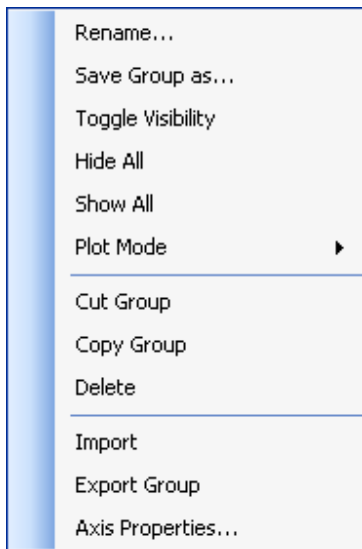 Rename...
Save Group as...
Toggle Visibility
Hide All
Show All
Plot Mode
Cut Group
Copy Group
Delete
Import
Export Group
Axis Properties...